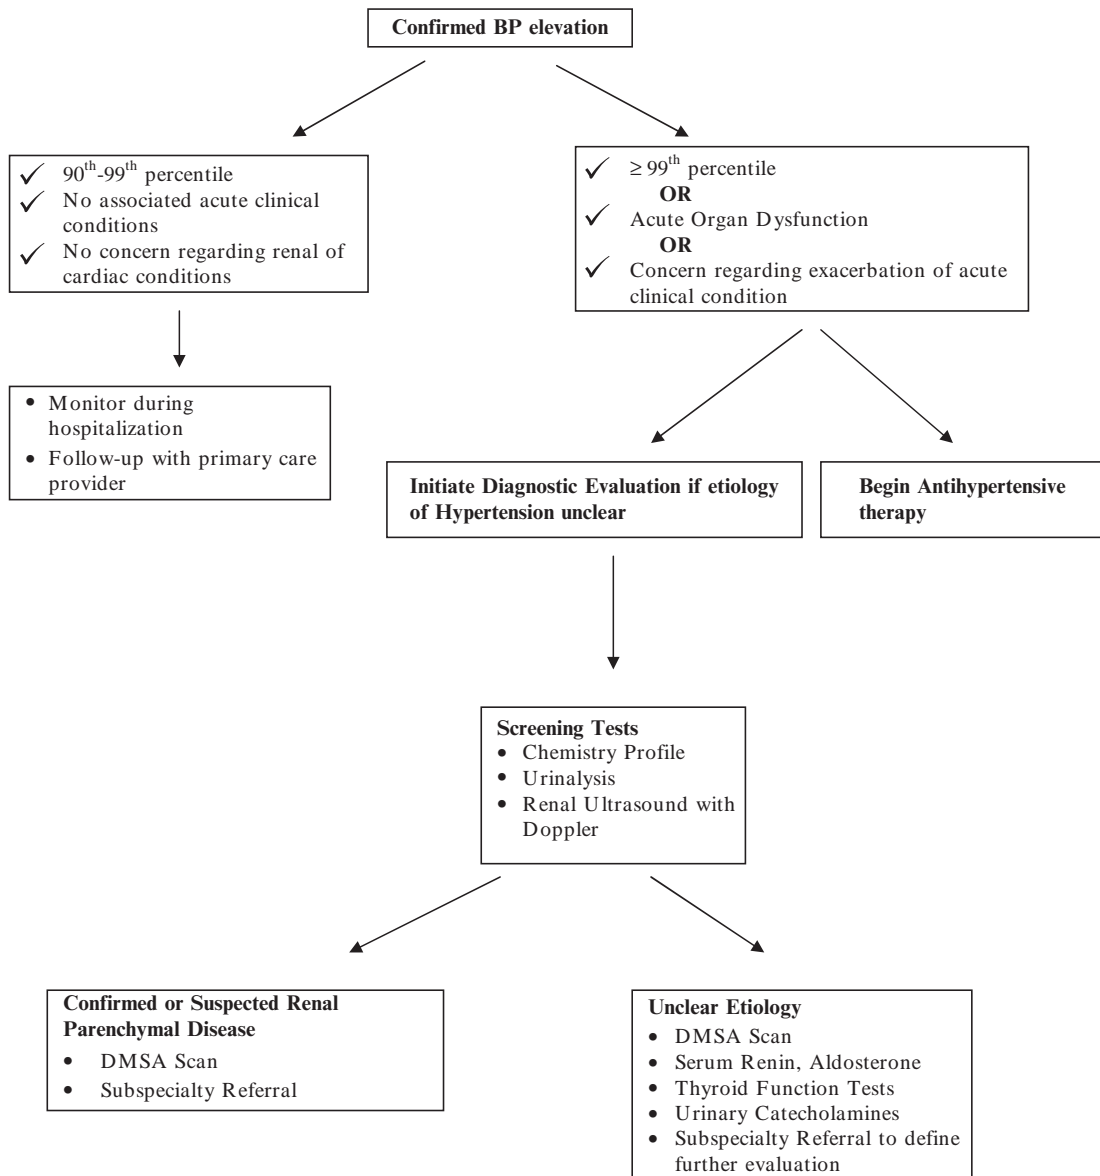 Confirmed BP elevation
✓ 90th-99th percentile
✓ No associated acute clinical
conditions
✓ No concern regarding renal of
cardiac conditions
✓ ≥ 99th percentile
OR
✓ Acute Organ Dysfunction
OR
✓ Concern regarding exacerbation of acute
clinical condition
• Monitor during
hospitalization
• Follow-up with primary care
provider
Initiate Diagnostic Evaluation if etiology
of Hypertension unclear
Begin Antihypertensive
therapy
Screening Tests
• Chemistry Profile
• Urinalysis
• Renal Ultrasound with
Doppler
Confirmed or Suspected Renal
Parenchymal Disease
• DMSA Scan
• Subspecialty Referral
Unclear Etiology
• DMSA Scan
• Serum Renin, Aldosterone
• Thyroid Function Tests
• Urinary Catecholamines
• Subspecialty Referral to define
further evaluation